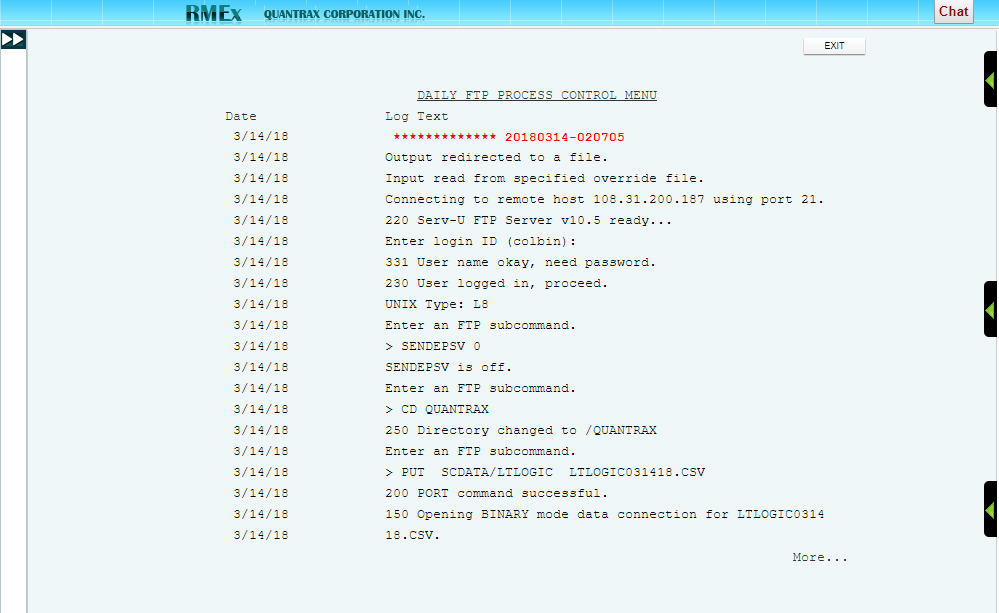 RMEx QUANTRAX CORPORATION INC.
Chat
EXIT
DAILY FTP PROCESS CONTROL MENU
Date Log Text
3/14/18 ************* 20180314-020705
3/14/18 Output redirected to a file.
3/14/18 Input read from specified override file.
3/14/18 Connecting to remote host 108.31.200.187 using port 21.
3/14/18 220 Serv-U FTP Server v10.5 ready...
3/14/18 Enter login ID (colbin):
3/14/18 331 User name okay, need password.
3/14/18 230 User logged in, proceed.
3/14/18 UNIX Type: L8
3/14/18 Enter an FTP subcommand.
3/14/18 > SENDEPSV 0
3/14/18 SENDEPSV is off.
3/14/18 Enter an FTP subcommand.
3/14/18 > CD QUANTRAX
3/14/18 250 Directory changed to /QUANTRAX
3/14/18 Enter an FTP subcommand.
3/14/18 > PUT  SCDATA/LTLOGIC  LTLOGIC031418.CSV
3/14/18 200 PORT command successful.
3/14/18 150 Opening BINARY mode data connection for LTLOGIC0314
3/14/18 18.CSV.
More...